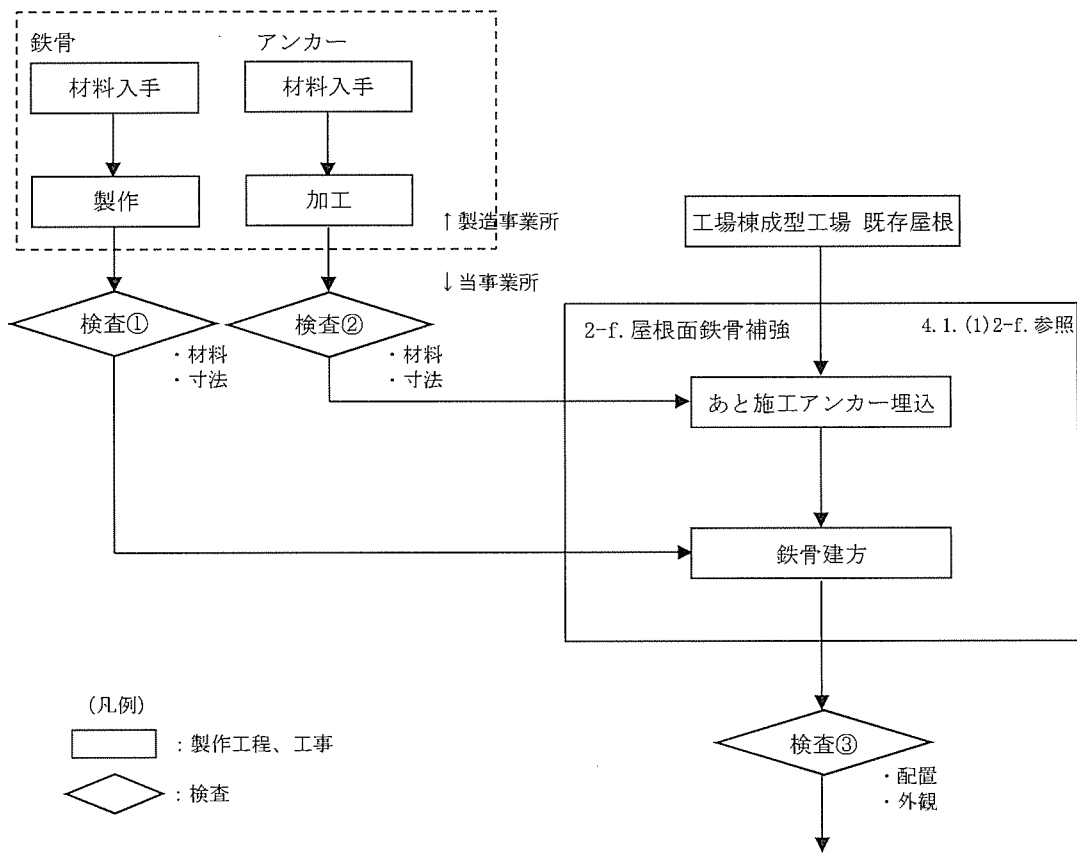 鉄骨
アンカー
材料入手
材料入手
製作
加工
↑製造事業所
↓当事業所
工場棟成型工場 既存屋根
検査①
・材料
・寸法
検査②
・材料
・寸法
2-f.屋根面鉄骨補強
4.1.(1)2-f.参照
あと施工アンカー埋込
鉄骨建方
検査③
・配置
・外観
(凡例)
：製作工程、工事
：検査